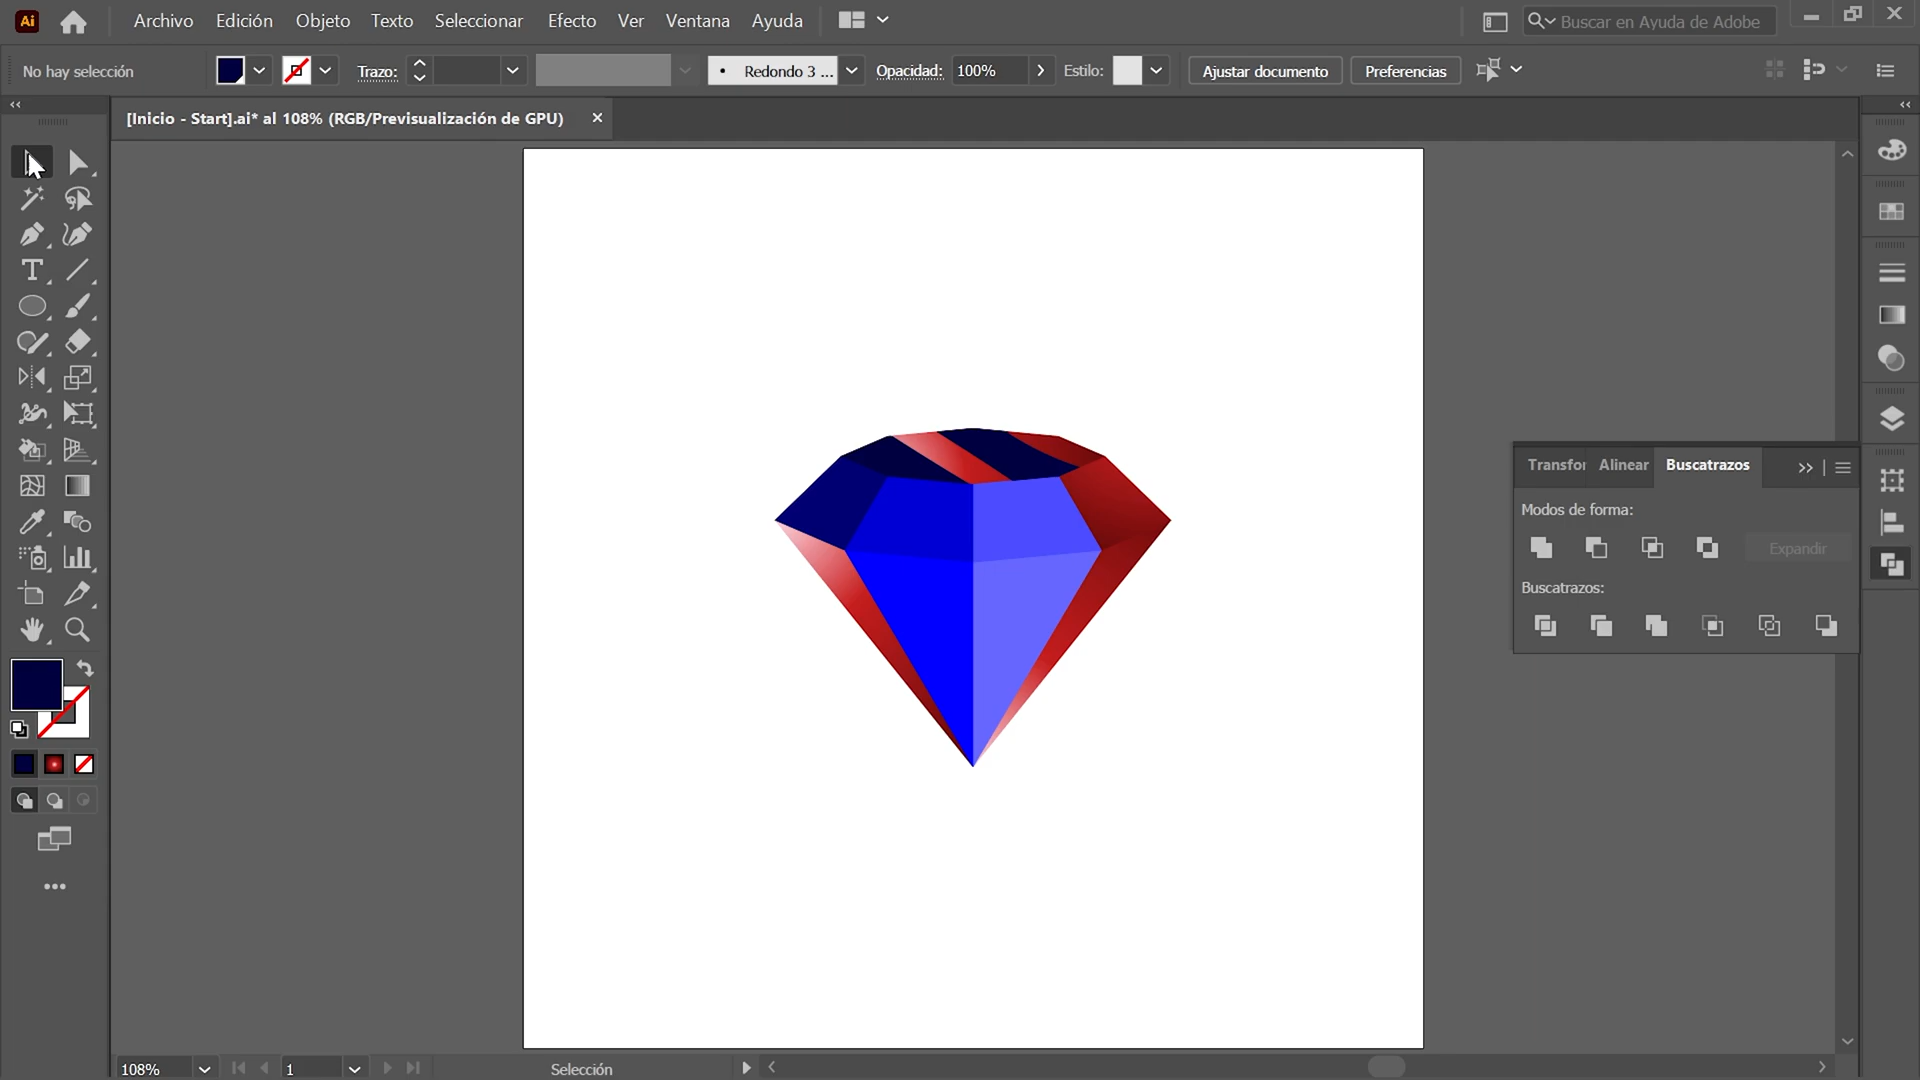 Ai Archivo Edición Objeto Texto Seleccionar Efecto Ver Ventana Ayuda Buscar en Ayuda de Adobe
No hay selección Trazo: Redondo 3 ... Opacidad: 100% Estilo: Ajustar documento Preferencias
[Inicio - Start].ai* al 108% (RGB/Previsualización de GPU)
Transfor Alinear Buscatrazos
Modos de forma:
Expandir
Buscatrazos:
108% 1 Selección